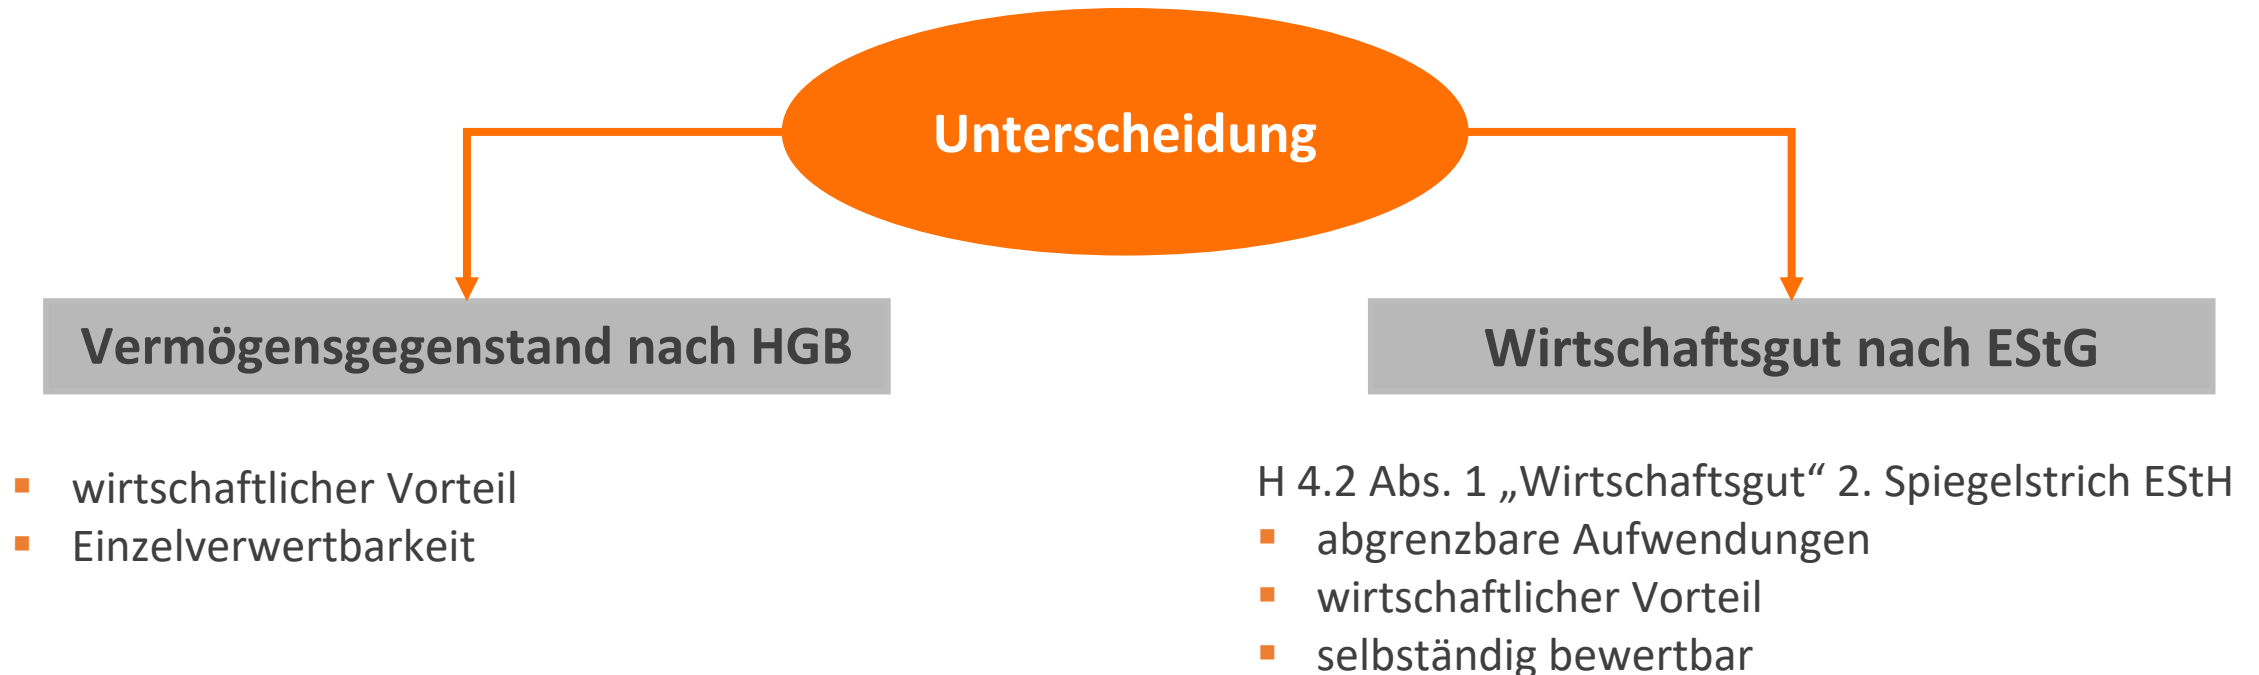 Unterscheidung
Vermögensgegenstand nach HGB
Wirtschaftsgut nach EStG
▪ wirtschaftlicher Vorteil
▪ Einzelverwertbarkeit
H 4.2 Abs. 1 „Wirtschaftsgut“ 2. Spiegelstrich EStH
▪ abgrenzbare Aufwendungen
▪ wirtschaftlicher Vorteil
▪ selbständig bewertbar